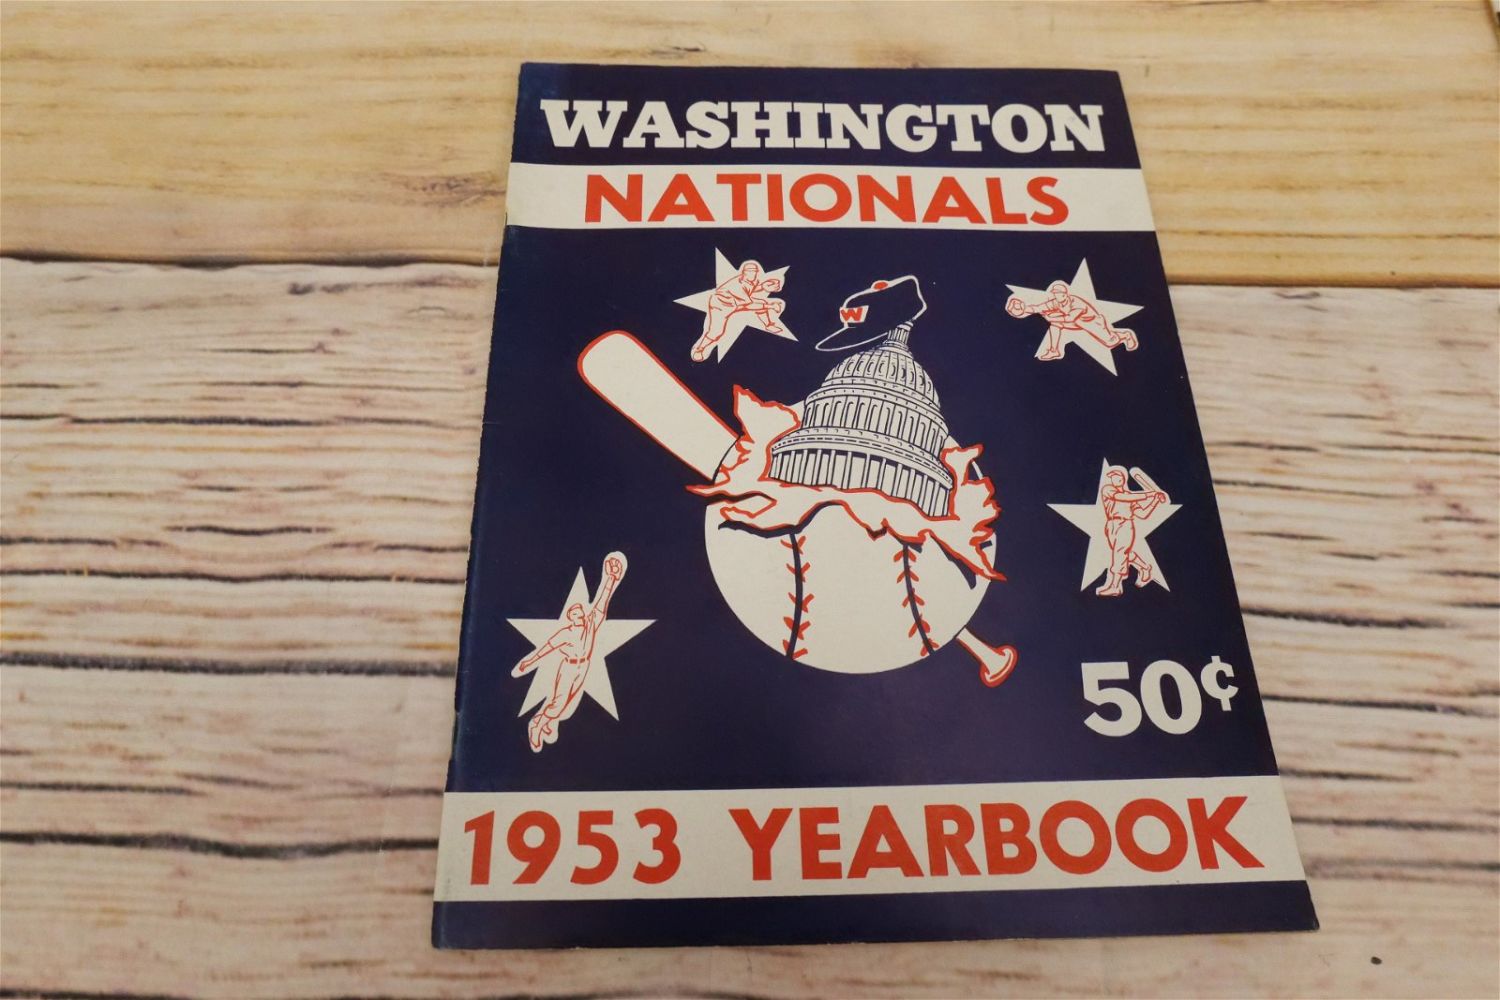 WASHINGTON
NATIONALS
W
50¢
1953 YEARBOOK